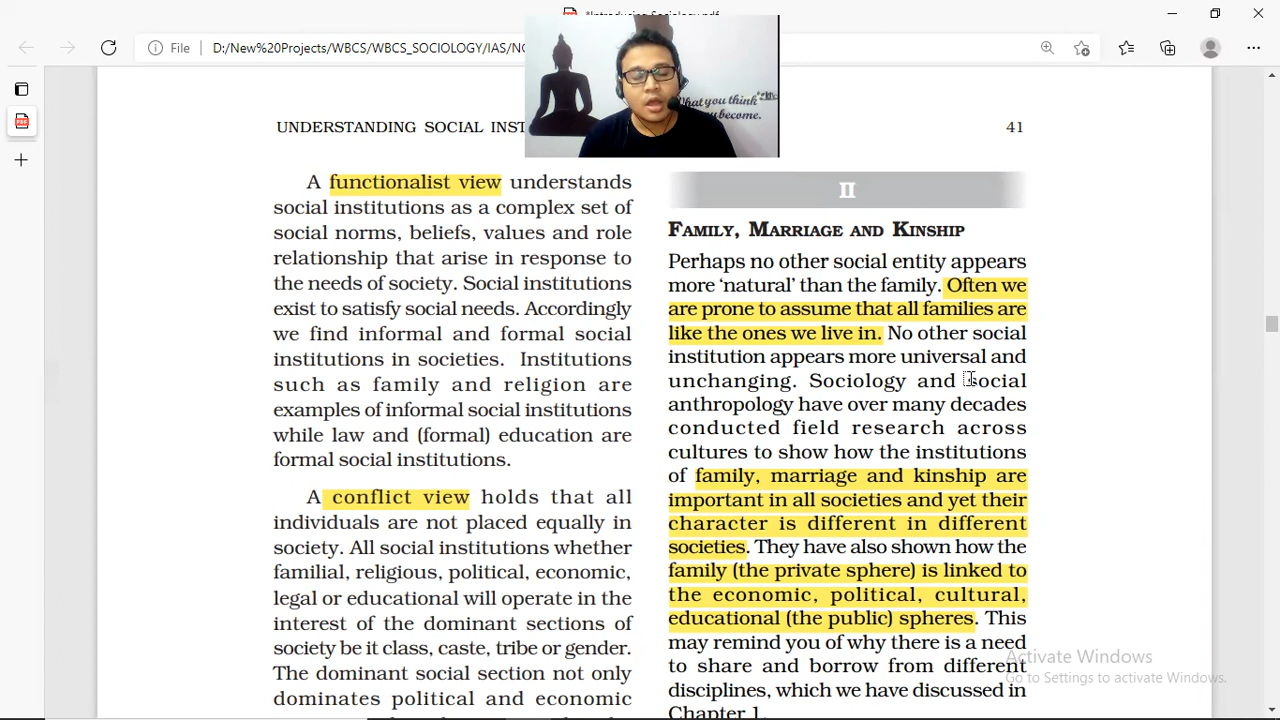 *Introducing Sociology.pdf
File
D:/New%20Projects/WBCS/WBCS_SOCIOLOGY/IAS/NC
What you think
become.
UNDERSTANDING SOCIAL INST
41
A functionalist view understands
social institutions as a complex set of
social norms, beliefs, values and role
relationship that arise in response to
the needs of society. Social institutions
exist to satisfy social needs. Accordingly
we find informal and formal social
institutions in societies. Institutions
such as family and religion are
examples of informal social institutions
while law and (formal) education are
formal social institutions.
A conflict view holds that all
individuals are not placed equally in
society. All social institutions whether
familial, religious, political, economic,
legal or educational will operate in the
interest of the dominant sections of
society be it class, caste, tribe or gender.
The dominant social section not only
dominates political and economic
II
FAMILY, MARRIAGE AND KINSHIP
Perhaps no other social entity appears
more ‘natural’ than the family. Often we
are prone to assume that all families are
like the ones we live in. No other social
institution appears more universal and
unchanging. Sociology and social
anthropology have over many decades
conducted field research across
cultures to show how the institutions
of family, marriage and kinship are
important in all societies and yet their
character is different in different
societies. They have also shown how the
family (the private sphere) is linked to
the economic, political, cultural,
educational (the public) spheres. This
may remind you of why there is a need
to share and borrow from different
disciplines, which we have discussed in
Chapter 1.
Activate Windows
Go to Settings to activate Windows.